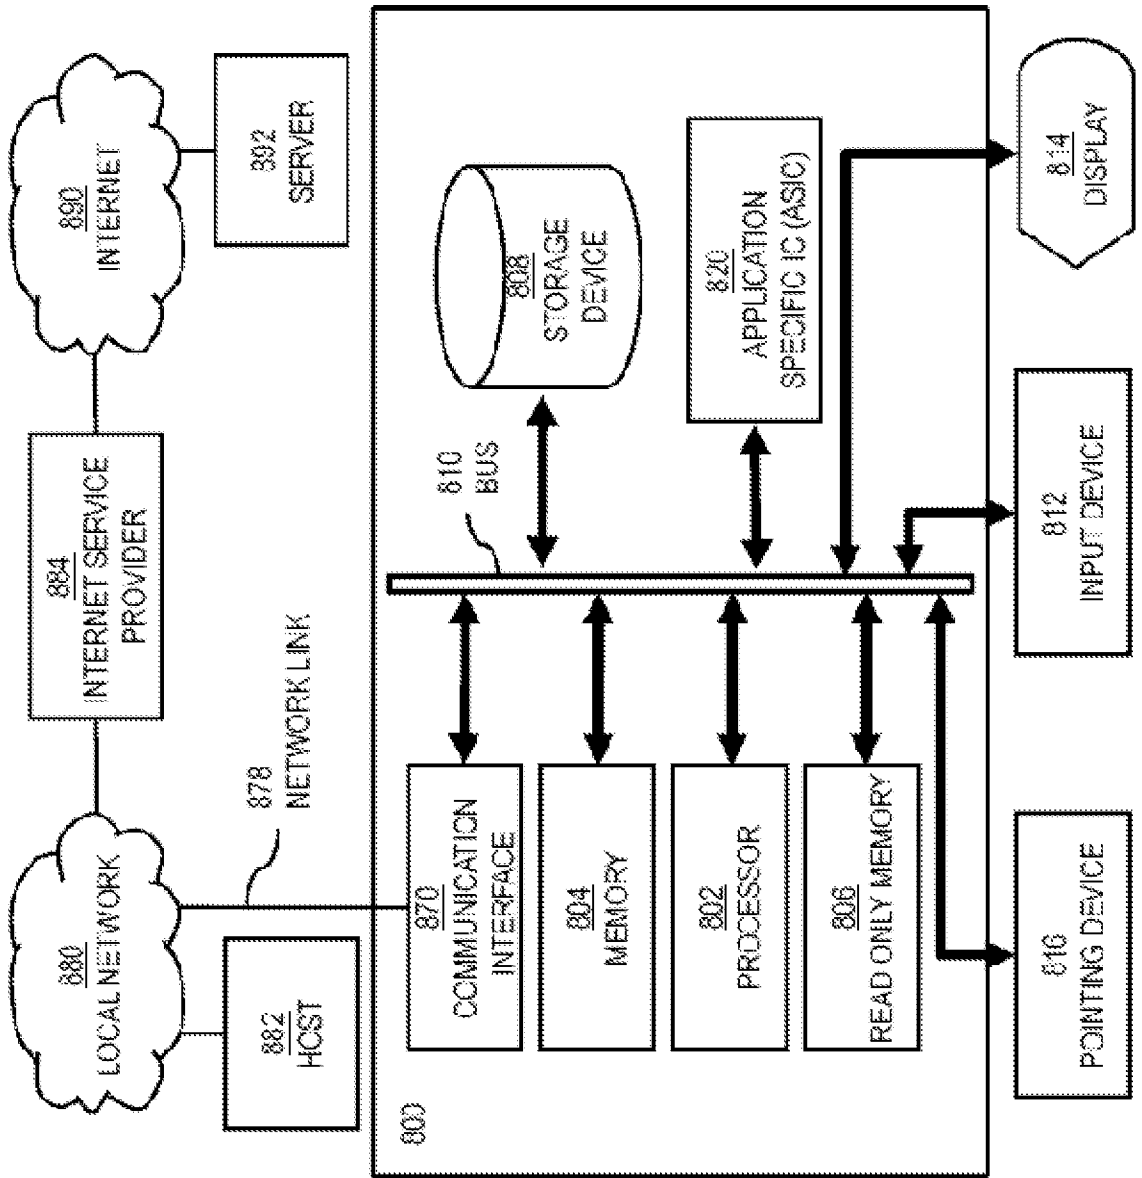 880
LOCAL NETWORK
884
INTERNET SERVICE
PROVIDER
890
INTERNET
882
HCST
878
NETWORK LINK
892
SERVER
800
870
COMMUNICATION
INTERFACE
810
BUS
808
STORAGE
DEVICE
804
MEMORY
802
PROCESSOR
820
APPLICATION
SPECIFIC IC (ASIC)
806
READ ONLY MEMORY
816
POINTING DEVICE
812
INPUT DEVICE
814
DISPLAY